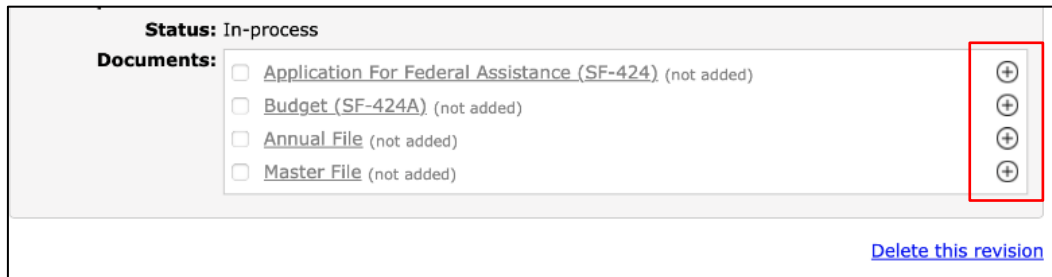 Status: In-process
Documents:
Application For Federal Assistance (SF-424) (not added)
Budget (SF-424A) (not added)
Annual File (not added)
Master File (not added)
Delete this revision